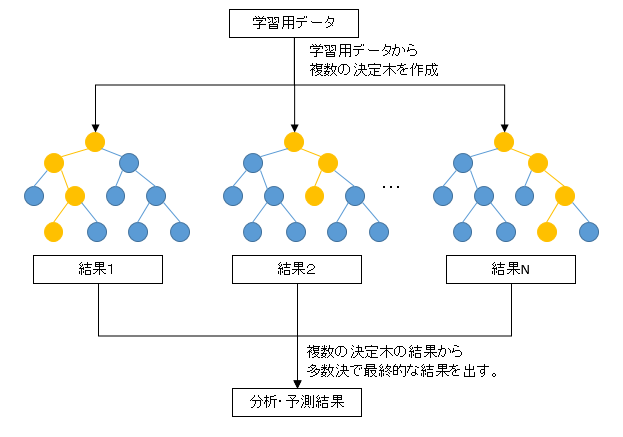 学習用データ
学習用データから
複数の決定木を作成
…
結果１
結果２
結果N
複数の決定木の結果から
多数決で最終的な結果を出す。
分析・予測結果